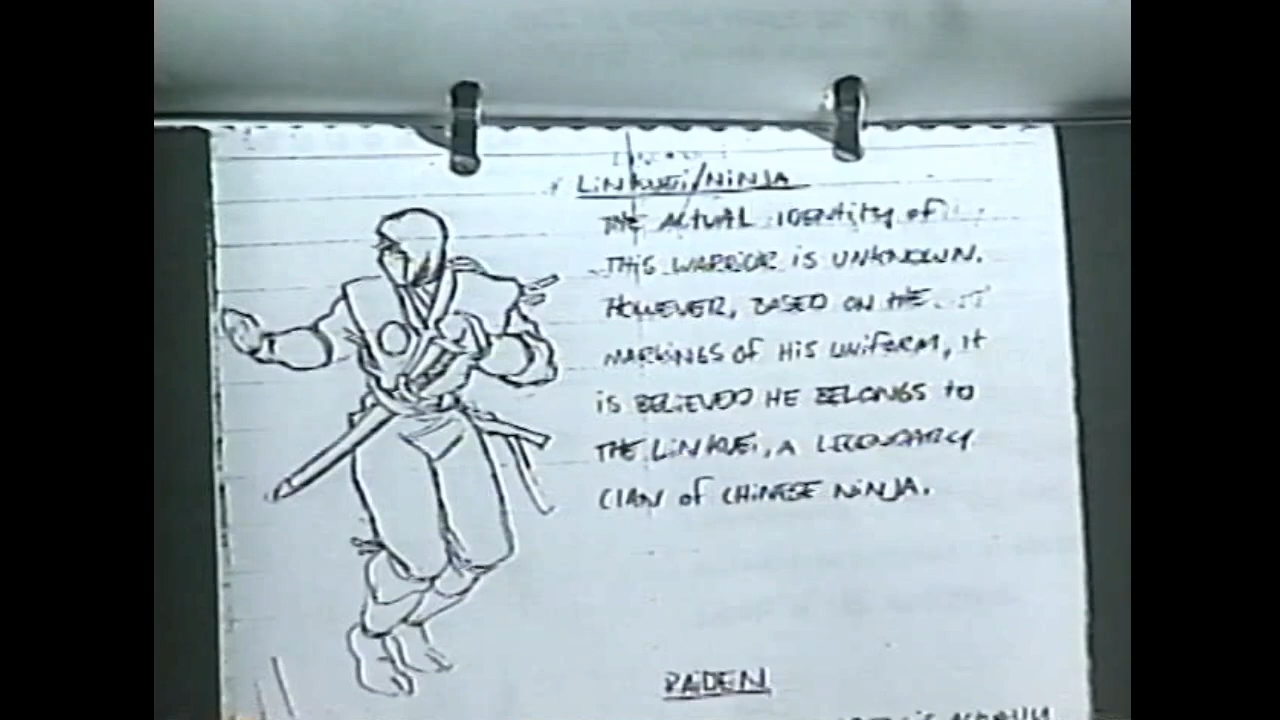 LiN KUEi/NiNJA
THE ACTUAL IDENTITY of
THiS WARRIOR iS UNKNOWN.
HOWEVER, BASED ON THE
MARKINGS of HiS UNiFORM, iT
iS BELIEVED HE BELONGS TO
THE LiN KUEi, A LEGENDARY
CLAN of CHiNESE NiNJA.
RAiDEN